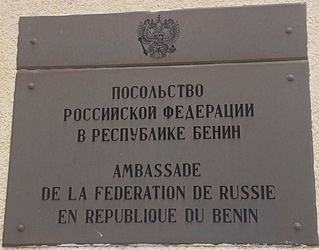 ПОСОЛЬСТВО
РОССИЙСКОЙ ФЕДЕРАЦИИ
В РЕСПУБЛИКЕ БЕНИН
AMBASSADE
DE LA FEDERATION DE RUSSIE
EN REPUBLIQUE DU BENIN